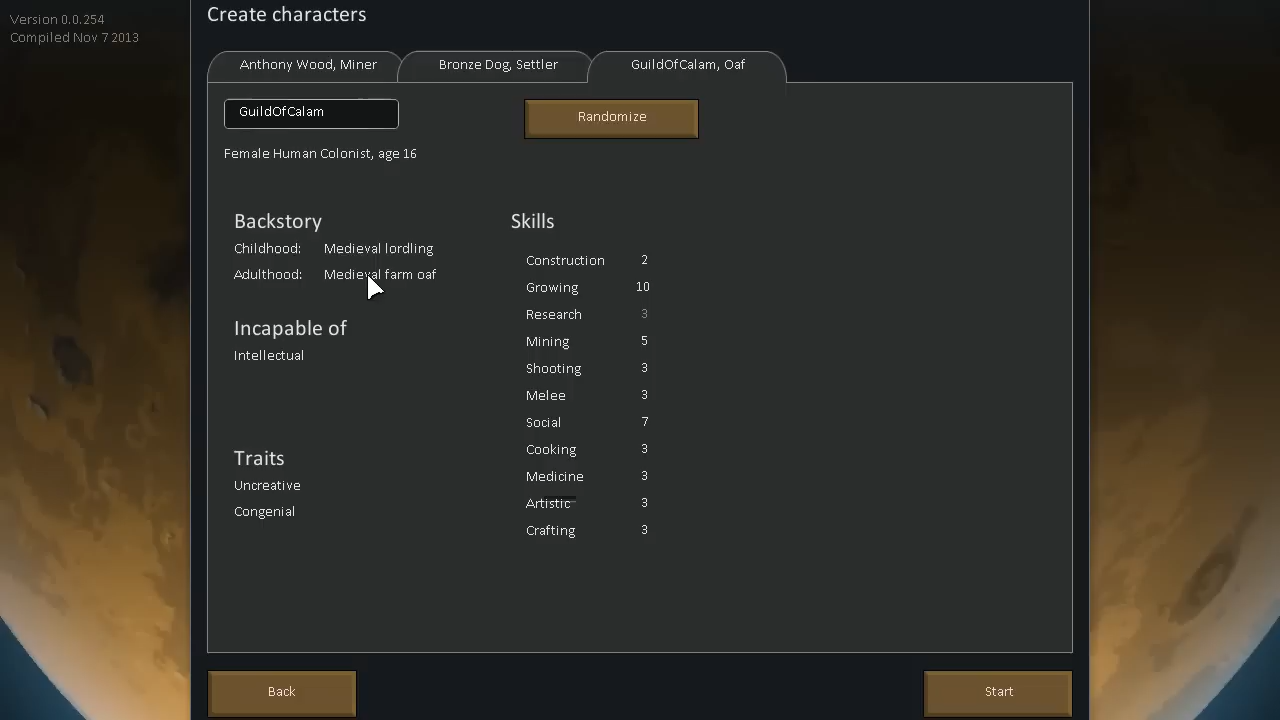 Version 0.0.254
Compiled Nov 7 2013
Create characters
Anthony Wood, Miner
Bronze Dog, Settler
GuildOfCalam, Oaf
GuildOfCalam
Randomize
Female Human Colonist, age 16
Backstory
Childhood: Medieval lordling
Adulthood: Medieval farm oaf
Incapable of
Intellectual
Traits
Uncreative
Congenial
Skills
Construction 2
Growing 10
Research 3
Mining 5
Shooting 3
Melee 3
Social 7
Cooking 3
Medicine 3
Artistic 3
Crafting 3
Back
Start